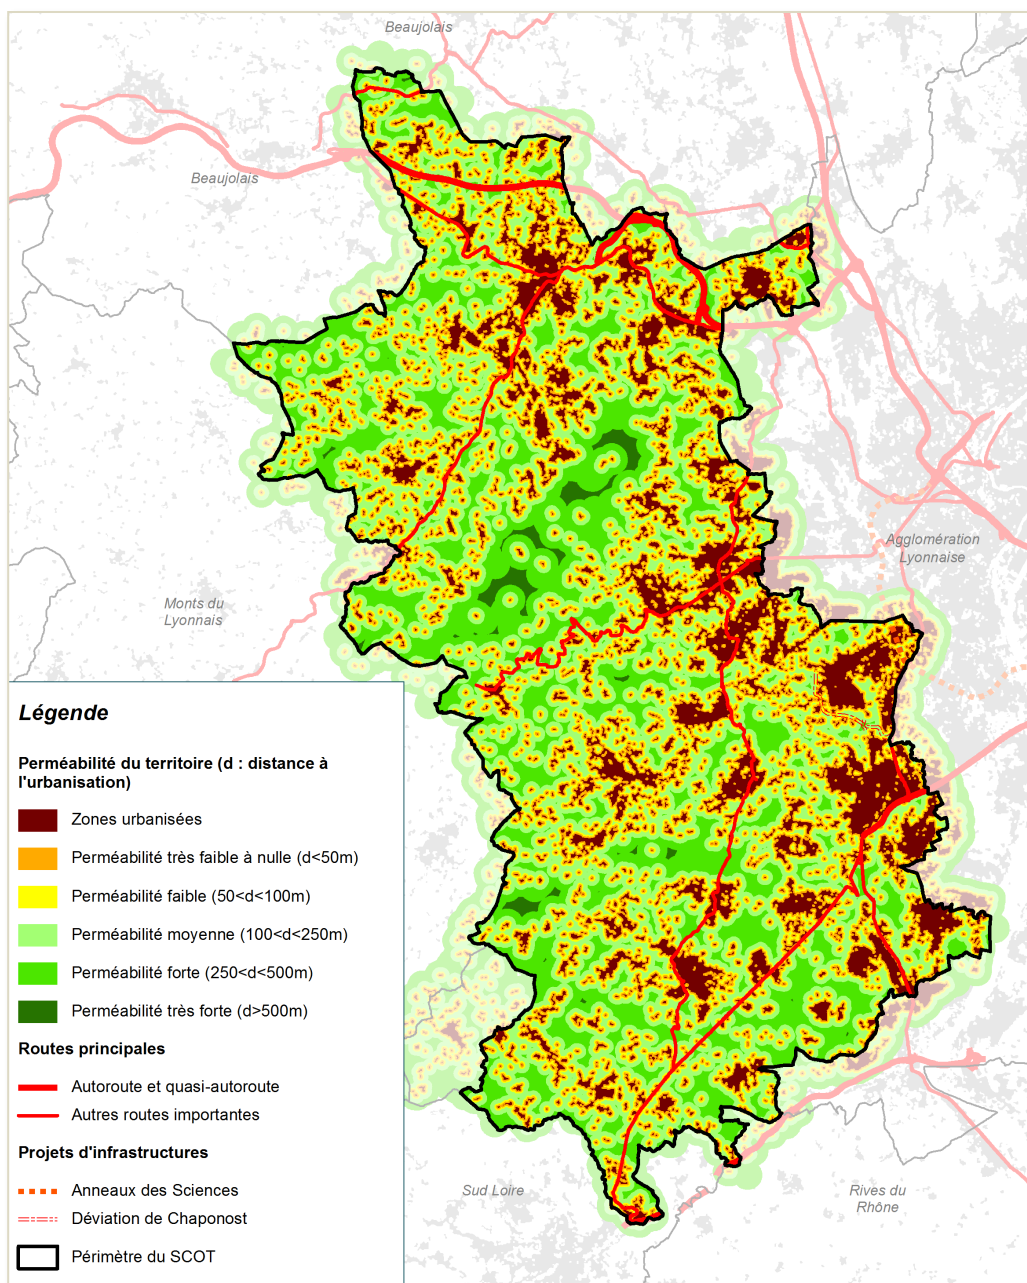 Beaujolais
Beaujolais
Agglomération
Lyonnaise
Monts du
Lyonnais
Légende
Perméabilité du territoire (d : distance à
l'urbanisation)
Zones urbanisées
Perméabilité très faible à nulle (d<50m)
Perméabilité faible (50<d<100m)
Perméabilité moyenne (100<d<250m)
Perméabilité forte (250<d<500m)
Perméabilité très forte (d>500m)
Routes principales
Autoroute et quasi-autoroute
Autres routes importantes
Projets d'infrastructures
Anneaux des Sciences
Déviation de Chaponost
Périmètre du SCOT
Sud Loire
Rives du
Rhône